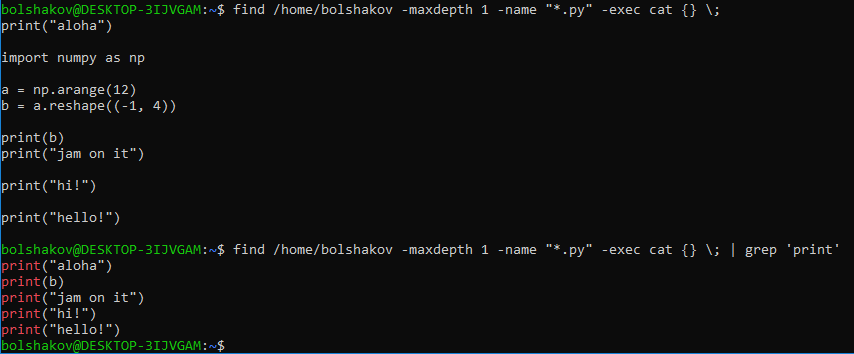 bolshakov@DESKTOP-3IJVGAM:~$ find /home/bolshakov -maxdepth 1 -name "*.py" -exec cat {} \;
print("aloha")
import numpy as np
a = np.arange(12)
b = a.reshape((-1, 4))
print(b)
print("jam on it")
print("hi!")
print("hello!")
bolshakov@DESKTOP-3IJVGAM:~$ find /home/bolshakov -maxdepth 1 -name "*.py" -exec cat {} \; | grep 'print'
print("aloha")
print(b)
print("jam on it")
print("hi!")
print("hello!")
bolshakov@DESKTOP-3IJVGAM:~$